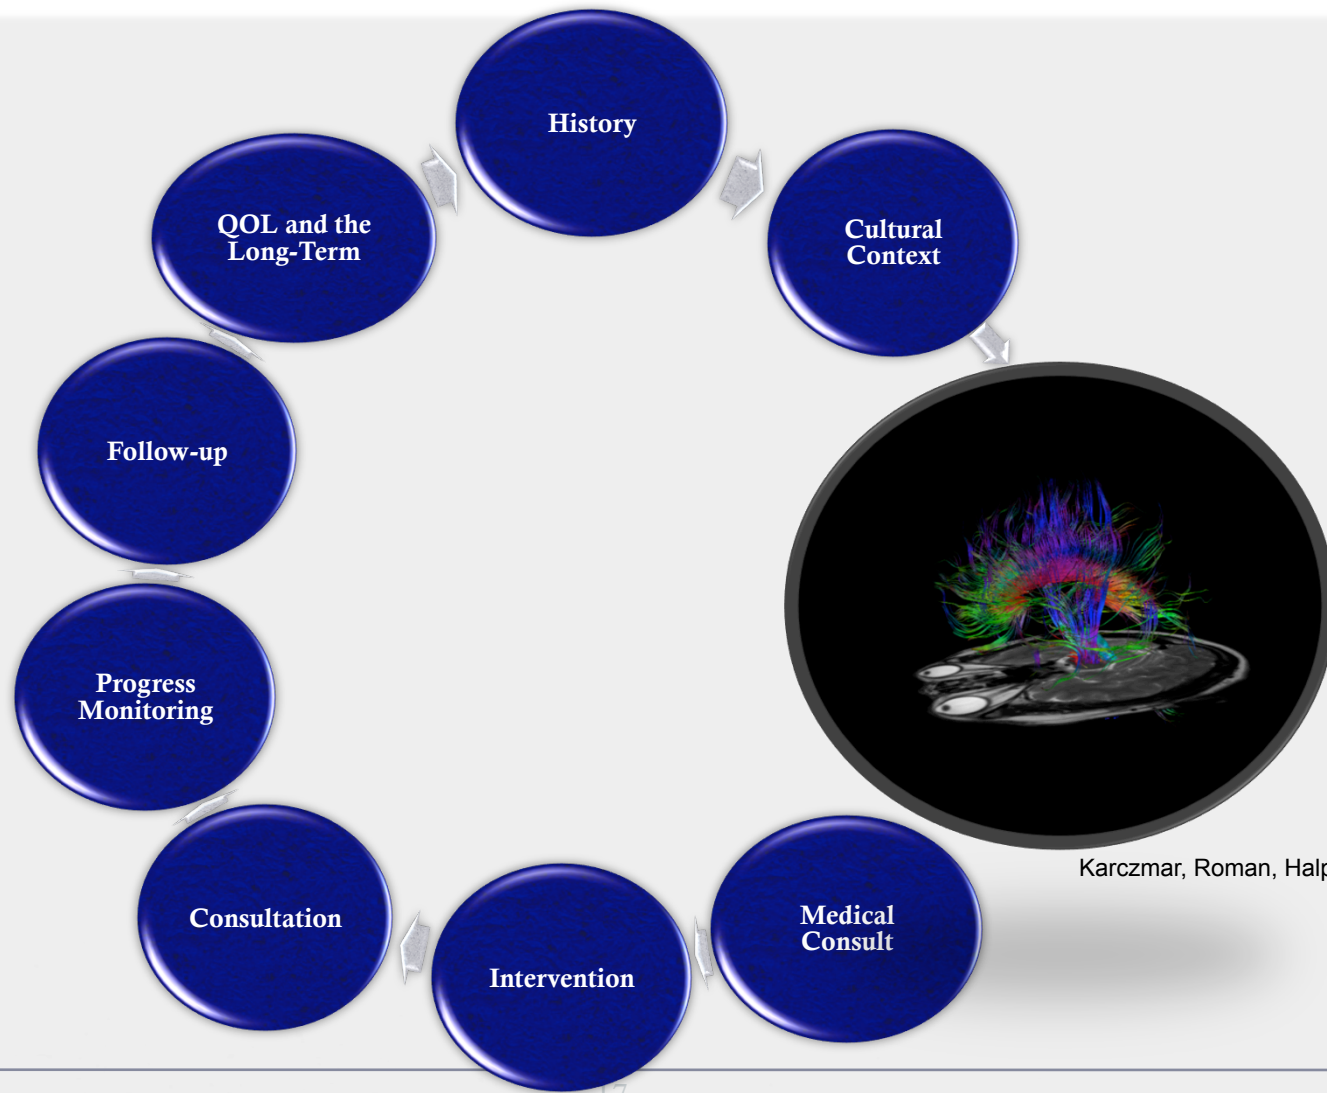 History
Cultural
Context
QOL and the
Long-Term
Follow-up
Progress
Monitoring
Consultation
Intervention
Medical
Consult
Karczmar, Roman,